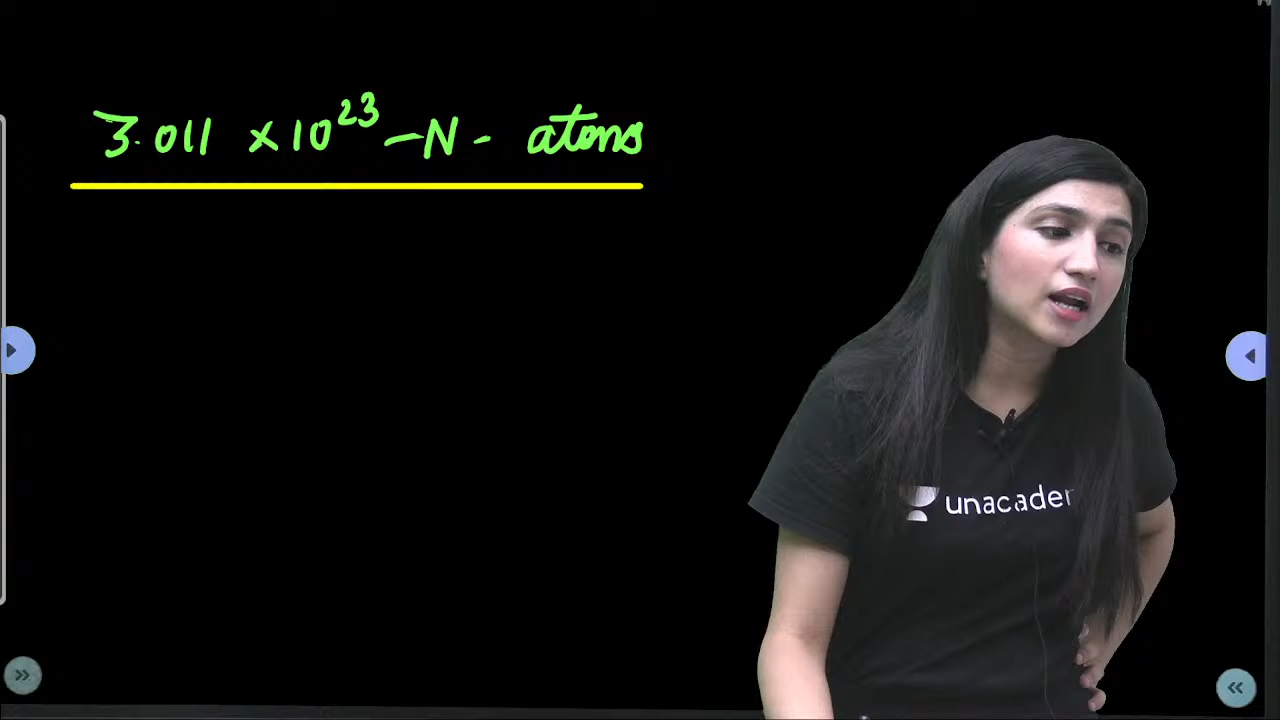 3.011 × 10²³ – N - atoms
unacader